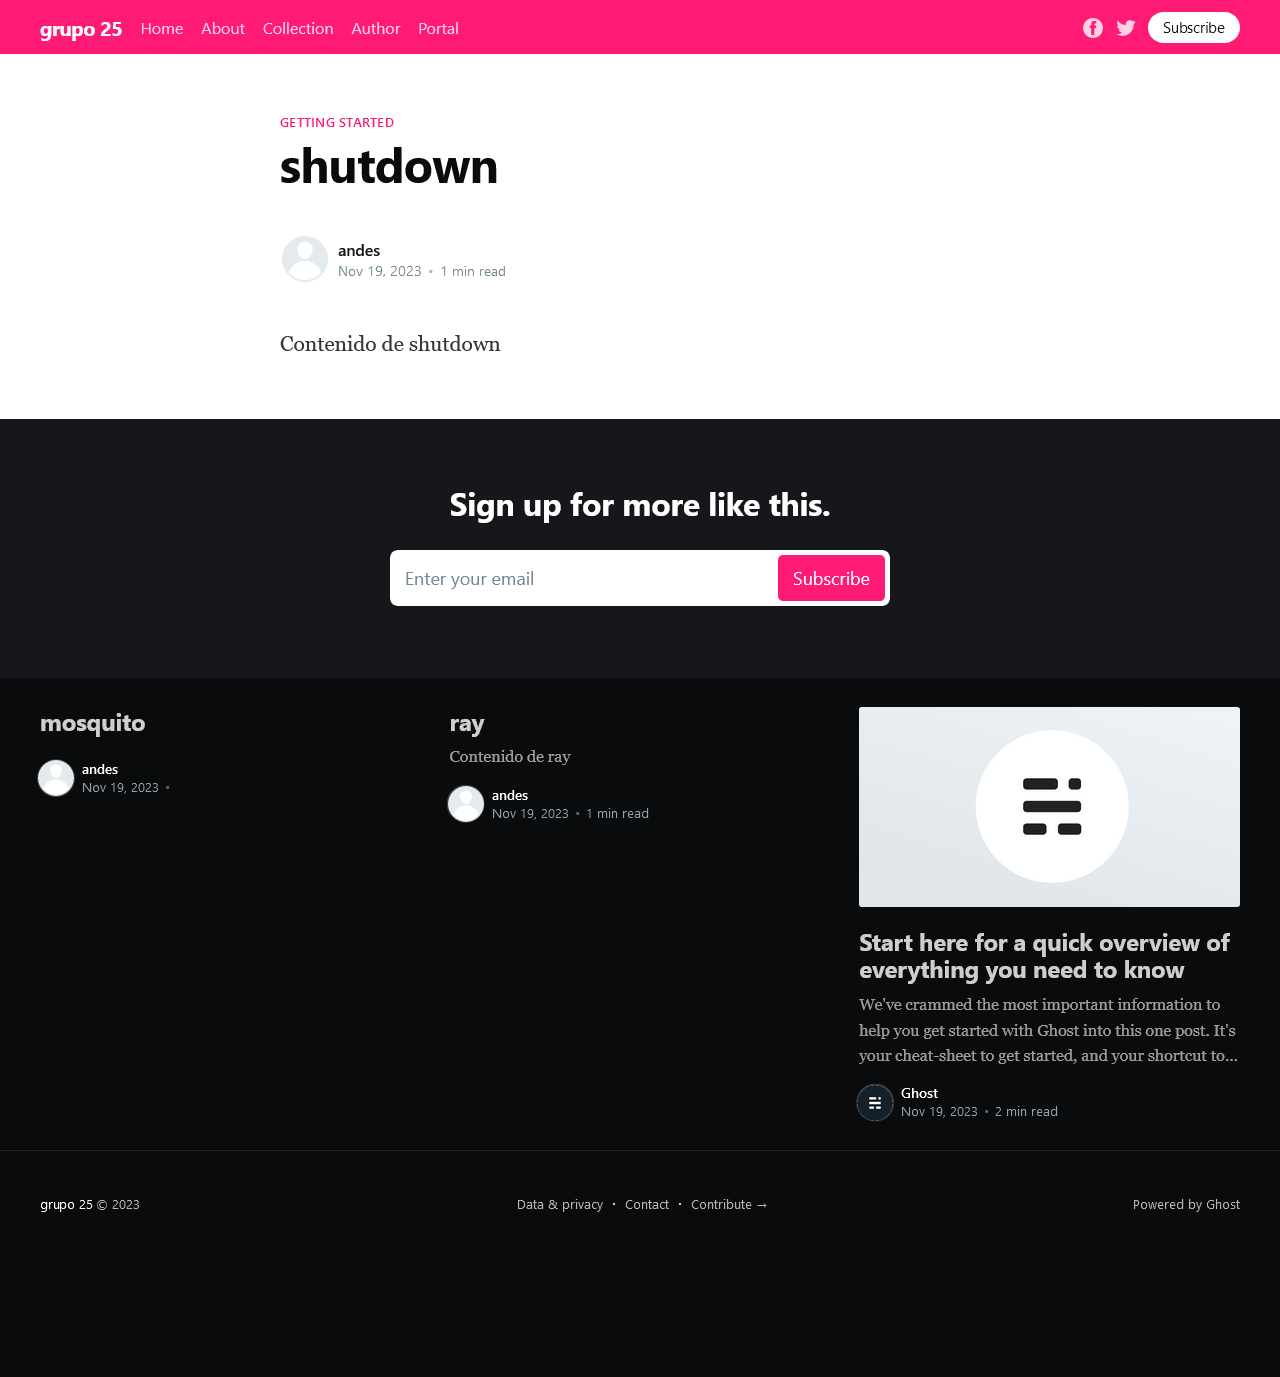 grupo 25 Home About Collection Author Portal Subscribe
GETTING STARTED
shutdown
andes
Nov 19, 2023 • 1 min read
Contenido de shutdown
Sign up for more like this.
Enter your email Subscribe
mosquito
andes
Nov 19, 2023 •
ray
Contenido de ray
andes
Nov 19, 2023 • 1 min read
Start here for a quick overview of
everything you need to know
We've crammed the most important information to
help you get started with Ghost into this one post. It's
your cheat-sheet to get started, and your shortcut to...
Ghost
Nov 19, 2023 • 2 min read
grupo 25 © 2023
Data & privacy · Contact · Contribute →
Powered by Ghost